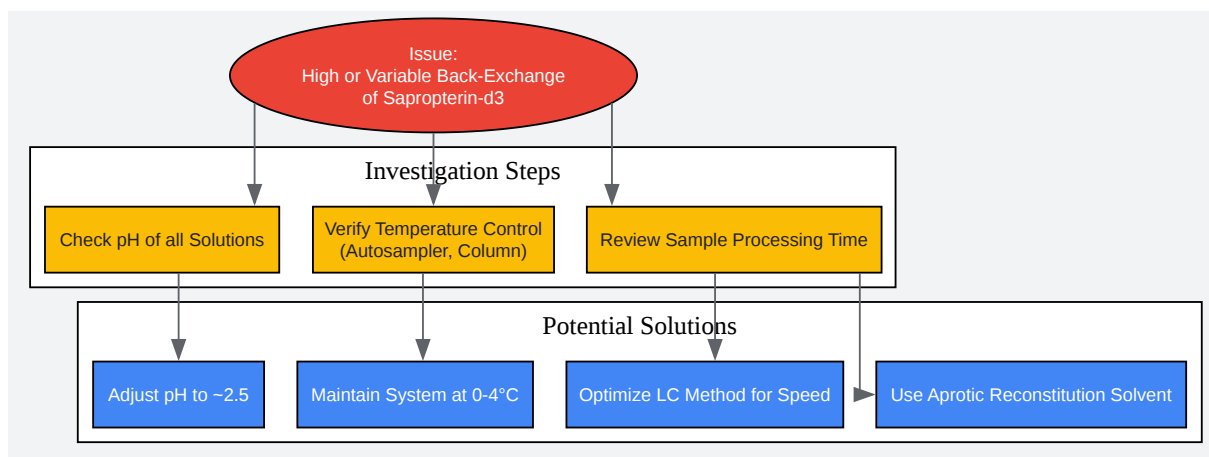 Issue:
High or Variable Back-Exchange
of Sapropterin-d3
Investigation Steps
Check pH of all Solutions
Verify Temperature Control
(Autosampler, Column)
Review Sample Processing Time
Potential Solutions
Adjust pH to ~2.5
Maintain System at 0-4°C
Optimize LC Method for Speed
Use Aprotic Reconstitution Solvent